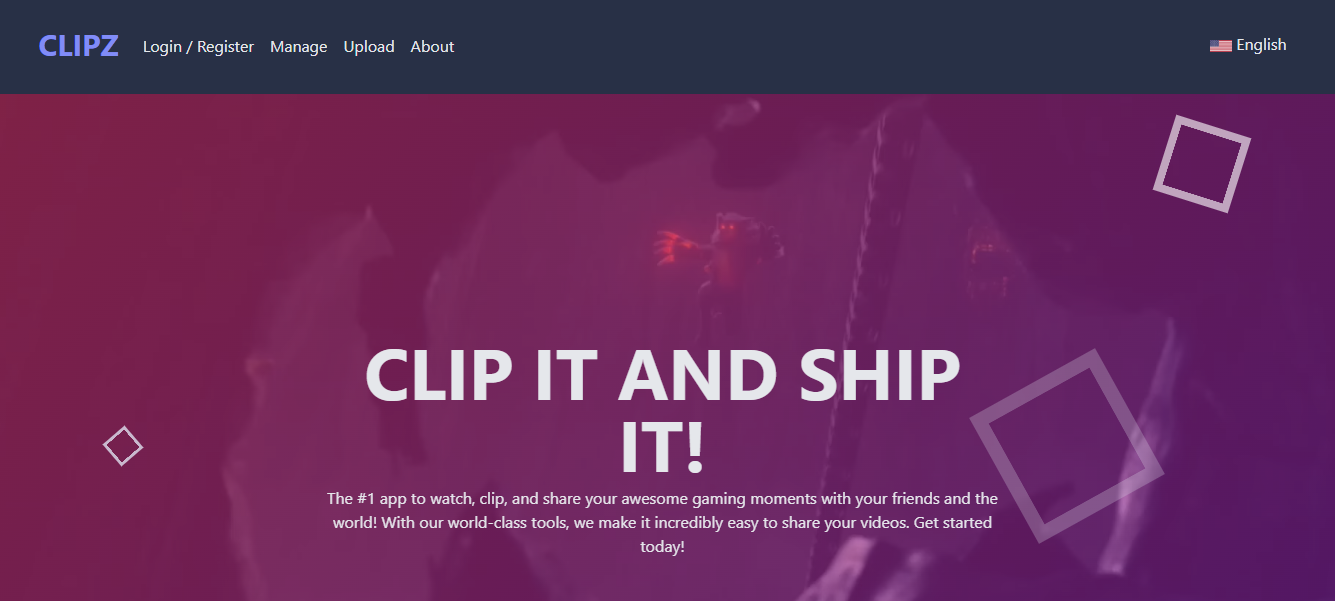 CLIPZ Login / Register Manage Upload About English
CLIP IT AND SHIP
IT!
The #1 app to watch, clip, and share your awesome gaming moments with your friends and the
world! With our world-class tools, we make it incredibly easy to share your videos. Get started
today!